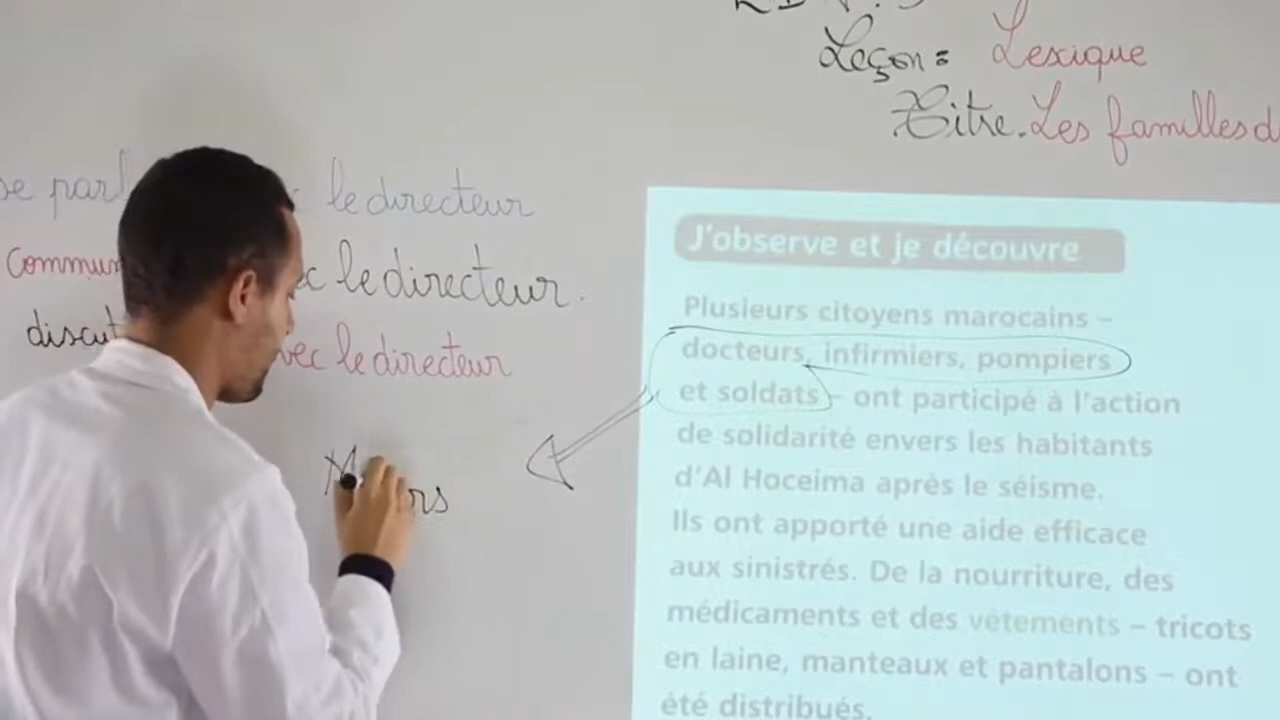 Leçon= Lexique
Titre.Les familles d
se parl le directeur
Commun c le directeur.
discut vec le directeur
rs
J'observe et je découvre
Plusieurs citoyens marocains –
docteurs, infirmiers, pompiers
et soldats – ont participé à l'action
de solidarité envers les habitants
d'Al Hoceima après le séisme.
Ils ont apporté une aide efficace
aux sinistrés. De la nourriture, des
médicaments et des vêtements – tricots
en laine, manteaux et pantalons – ont
été distribués.